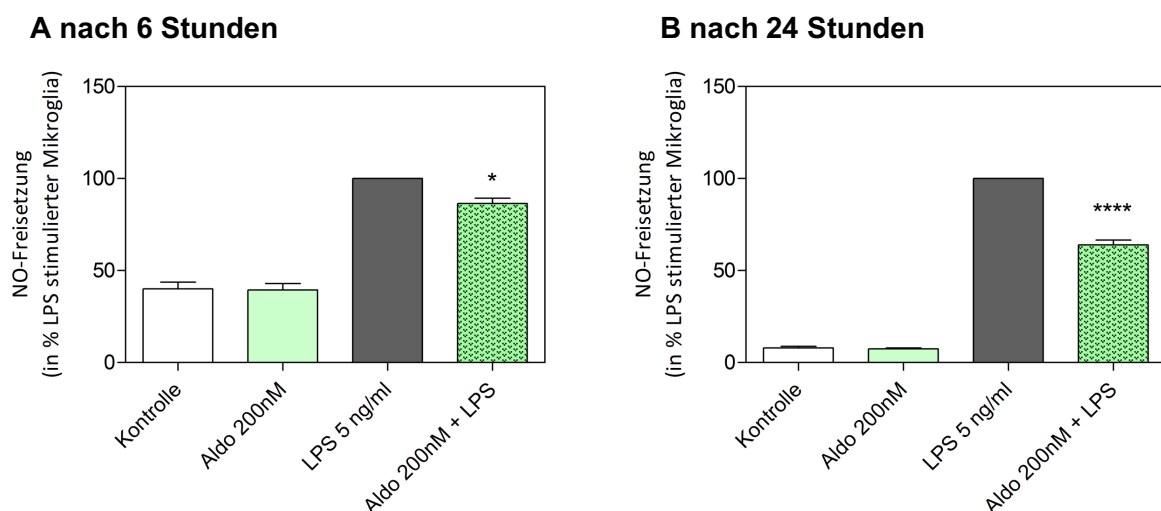 A nach 6 Stunden
NO-Freisetzung
(in % LPS stimulierter Mikroglia)
150
100
50
0
*
Kontrolle
Aldo 200nM
LPS 5 ng/ml
Aldo 200nM + LPS
B nach 24 Stunden
NO-Freisetzung
(in % LPS stimulierter Mikroglia)
150
100
50
0
****
Kontrolle
Aldo 200nM
LPS 5 ng/ml
Aldo 200nM + LPS